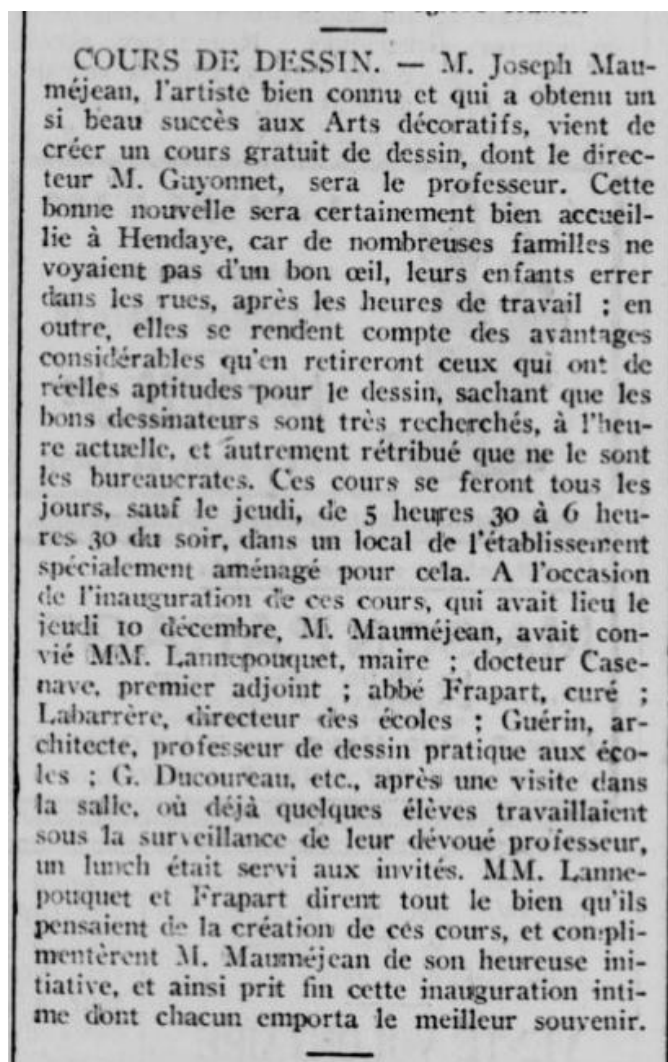 COURS DE DESSIN. — M. Joseph Mau-
méjean, l'artiste bien connu et qui a obtenu un
si beau succès aux Arts décoratifs, vient de
créer un cours gratuit de dessin, dont le direc-
teur M. Guyonnet, sera le professeur. Cette
bonne nouvelle sera certainement bien accueil-
lie à Hendaye, car de nombreuses familles ne
voyaient pas d'un bon œil, leurs enfants errer
dans les rues, après les heures de travail ; en
outre, elles se rendent compte des avantages
considérables qu'en retireront ceux qui ont de
réelles aptitudes pour le dessin, sachant que les
bons dessinateurs sont très recherchés, à l'heu-
re actuelle, et autrement rétribué que ne le sont
les bureaucrates. Ces cours se feront tous les
jours, sauf le jeudi, de 5 heures 30 à 6 heu-
res 30 du soir, dans un local de l'établissement
spécialement aménagé pour cela. A l'occasion
de l'inauguration de ces cours, qui avait lieu le
jeudi 10 décembre, M. Mauméjean, avait con-
vié MM. Lannepouquet, maire ; docteur Case-
nave, premier adjoint ; abbé Frapart, curé ;
Labarrère, directeur des écoles ; Guérin, ar-
chitecte, professeur de dessin pratique aux éco-
les ; G. Ducoureau, etc., après une visite dans
la salle, où déjà quelques élèves travaillaient
sous la surveillance de leur dévoué professeur,
un lunch était servi aux invités. MM. Lanne-
pouquet et Frapart dirent tout le bien qu'ils
pensaient de la création de ces cours, et compli-
mentèrent M. Mauméjean de son heureuse ini-
tiative, et ainsi prit fin cette inauguration inti-
me dont chacun emporta le meilleur souvenir.